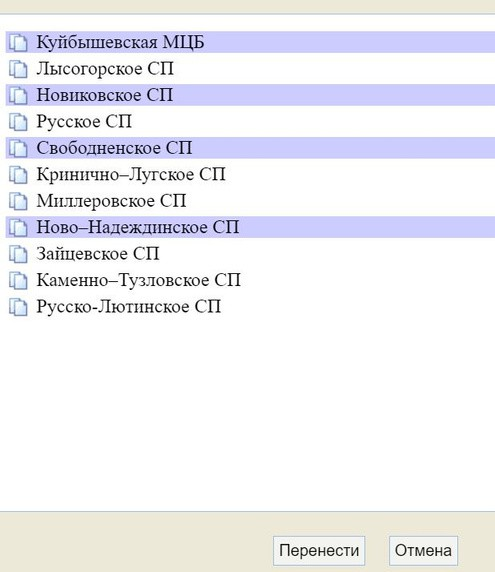 Куйбышевская МЦБ
Лысогорское СП
Новиковское СП
Русское СП
Свободненское СП
Кринично–Лугское СП
Миллеровское СП
Ново–Надеждинское СП
Зайцевское СП
Каменно–Тузловское СП
Русско-Лютинское СП
Перенести Отмена